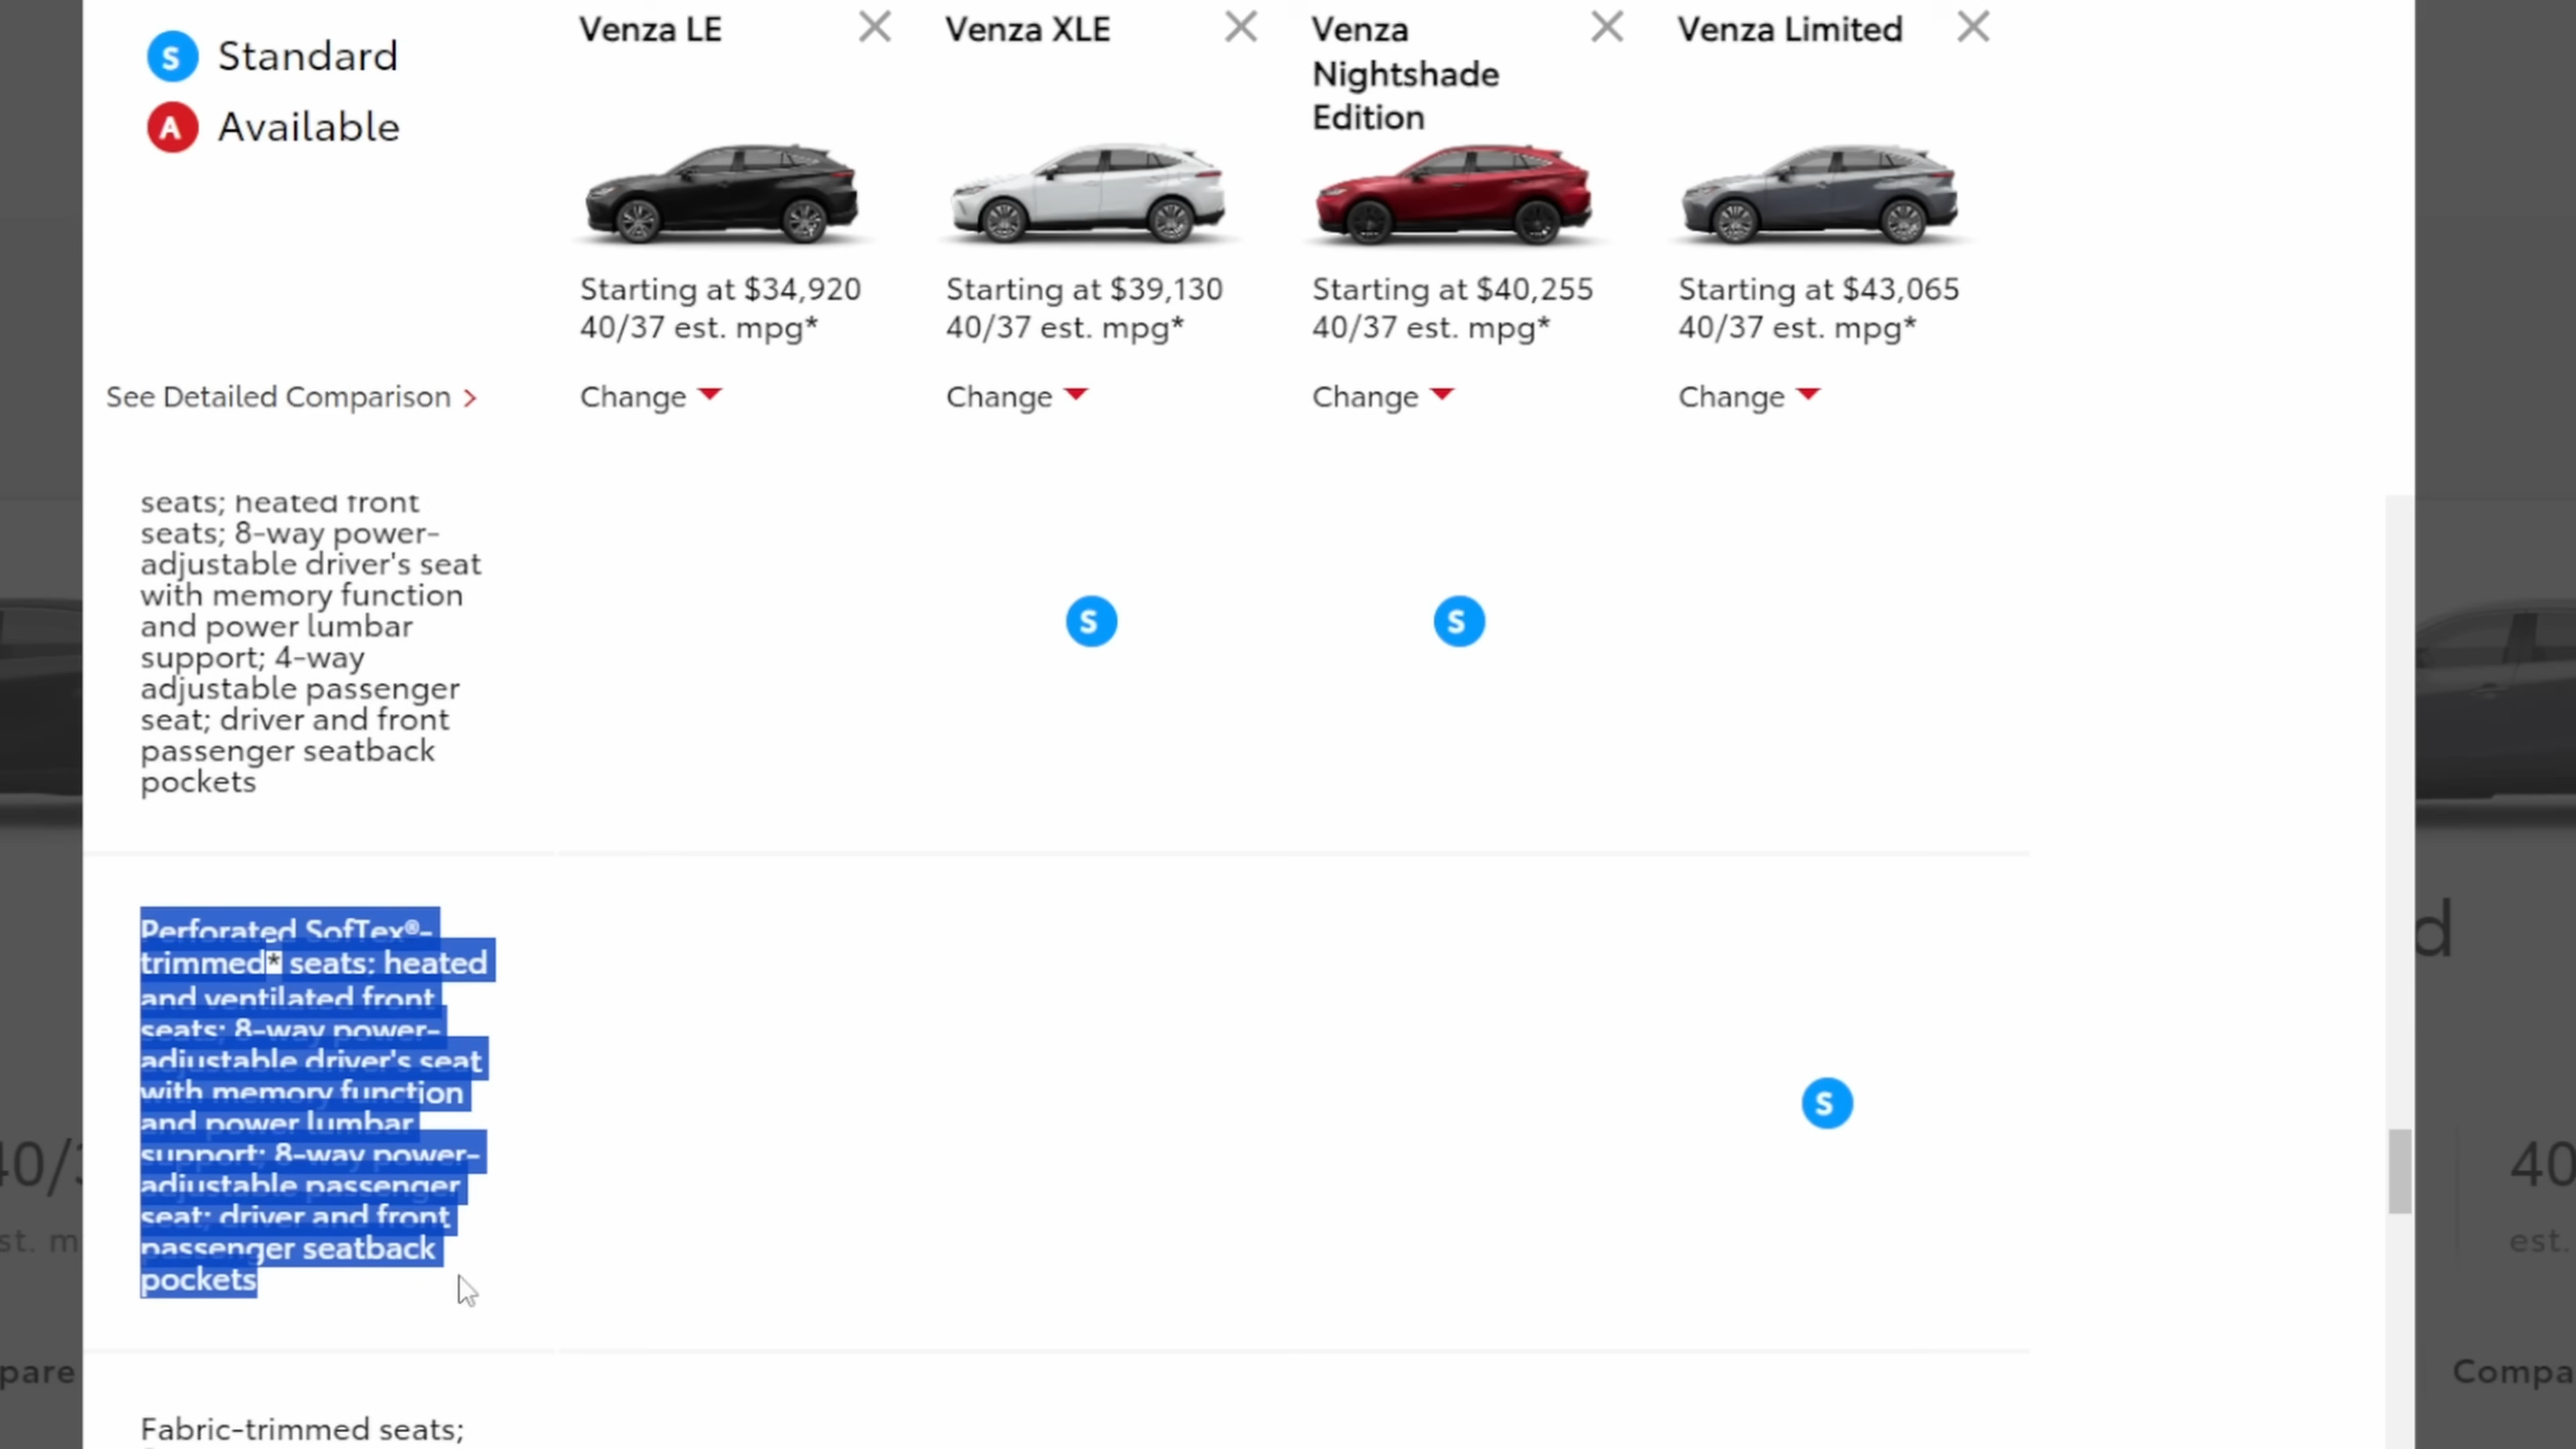 S Standard
A Available
See Detailed Comparison >
Venza LE
Starting at $34,920
40/37 est. mpg*
Change
Venza XLE
Starting at $39,130
40/37 est. mpg*
Change
Venza
Nightshade
Edition
Starting at $40,255
40/37 est. mpg*
Change
Venza Limited
Starting at $43,065
40/37 est. mpg*
Change
seats; heated front
seats; 8-way power-
adjustable driver's seat
with memory function
and power lumbar
support; 4-way
adjustable passenger
seat; driver and front
passenger seatback
pockets
S
S
Perforated SofTex®-
trimmed* seats; heated
and ventilated front
seats; 8-way power-
adjustable driver's seat
with memory function
and power lumbar
support; 8-way power-
adjustable passenger
seat; driver and front
passenger seatback
pockets
S
Fabric-trimmed seats;
40
est.